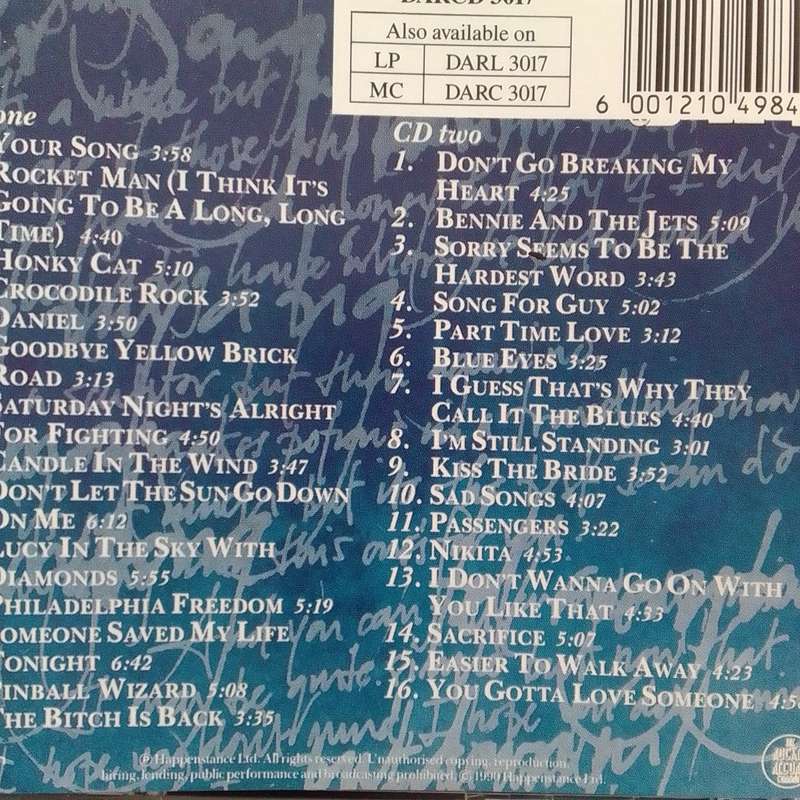 DARCD 3017
Also available on
LP DARL 3017
MC DARC 3017
6 001210 4984
one
YOUR SONG 3:58
ROCKET MAN (I THINK IT'S
GOING TO BE A LONG, LONG
TIME) 4:40
HONKY CAT 5:10
CROCODILE ROCK 3:52
DANIEL 3:50
GOODBYE YELLOW BRICK
ROAD 3:13
SATURDAY NIGHT'S ALRIGHT
FOR FIGHTING 4:50
CANDLE IN THE WIND 3:47
DON'T LET THE SUN GO DOWN
ON ME 6:12
LUCY IN THE SKY WITH
DIAMONDS 5:55
PHILADELPHIA FREEDOM 5:19
SOMEONE SAVED MY LIFE
TONIGHT 6:42
PINBALL WIZARD 5:08
THE BITCH IS BACK 3:35
CD two
1. DON'T GO BREAKING MY
HEART 4:25
2. BENNIE AND THE JETS 5:09
3. SORRY SEEMS TO BE THE
HARDEST WORD 3:43
4. SONG FOR GUY 5:02
5. PART TIME LOVE 3:12
6. BLUE EYES 3:25
7. I GUESS THAT'S WHY THEY
CALL IT THE BLUES 4:40
8. I'M STILL STANDING 3:01
9. KISS THE BRIDE 3:52
10. SAD SONGS 4:07
11. PASSENGERS 3:22
12. NIKITA 4:53
13. I DON'T WANNA GO ON WITH
YOU LIKE THAT 4:33
14. SACRIFICE 5:07
15. EASIER TO WALK AWAY 4:23
16. YOU GOTTA LOVE SOMEONE
℗ Happenstance Ltd. All rights reserved. Unauthorised copying, reproduction,
hiring, lending, public performance and broadcasting prohibited. © 1990 Happenstance Ltd.